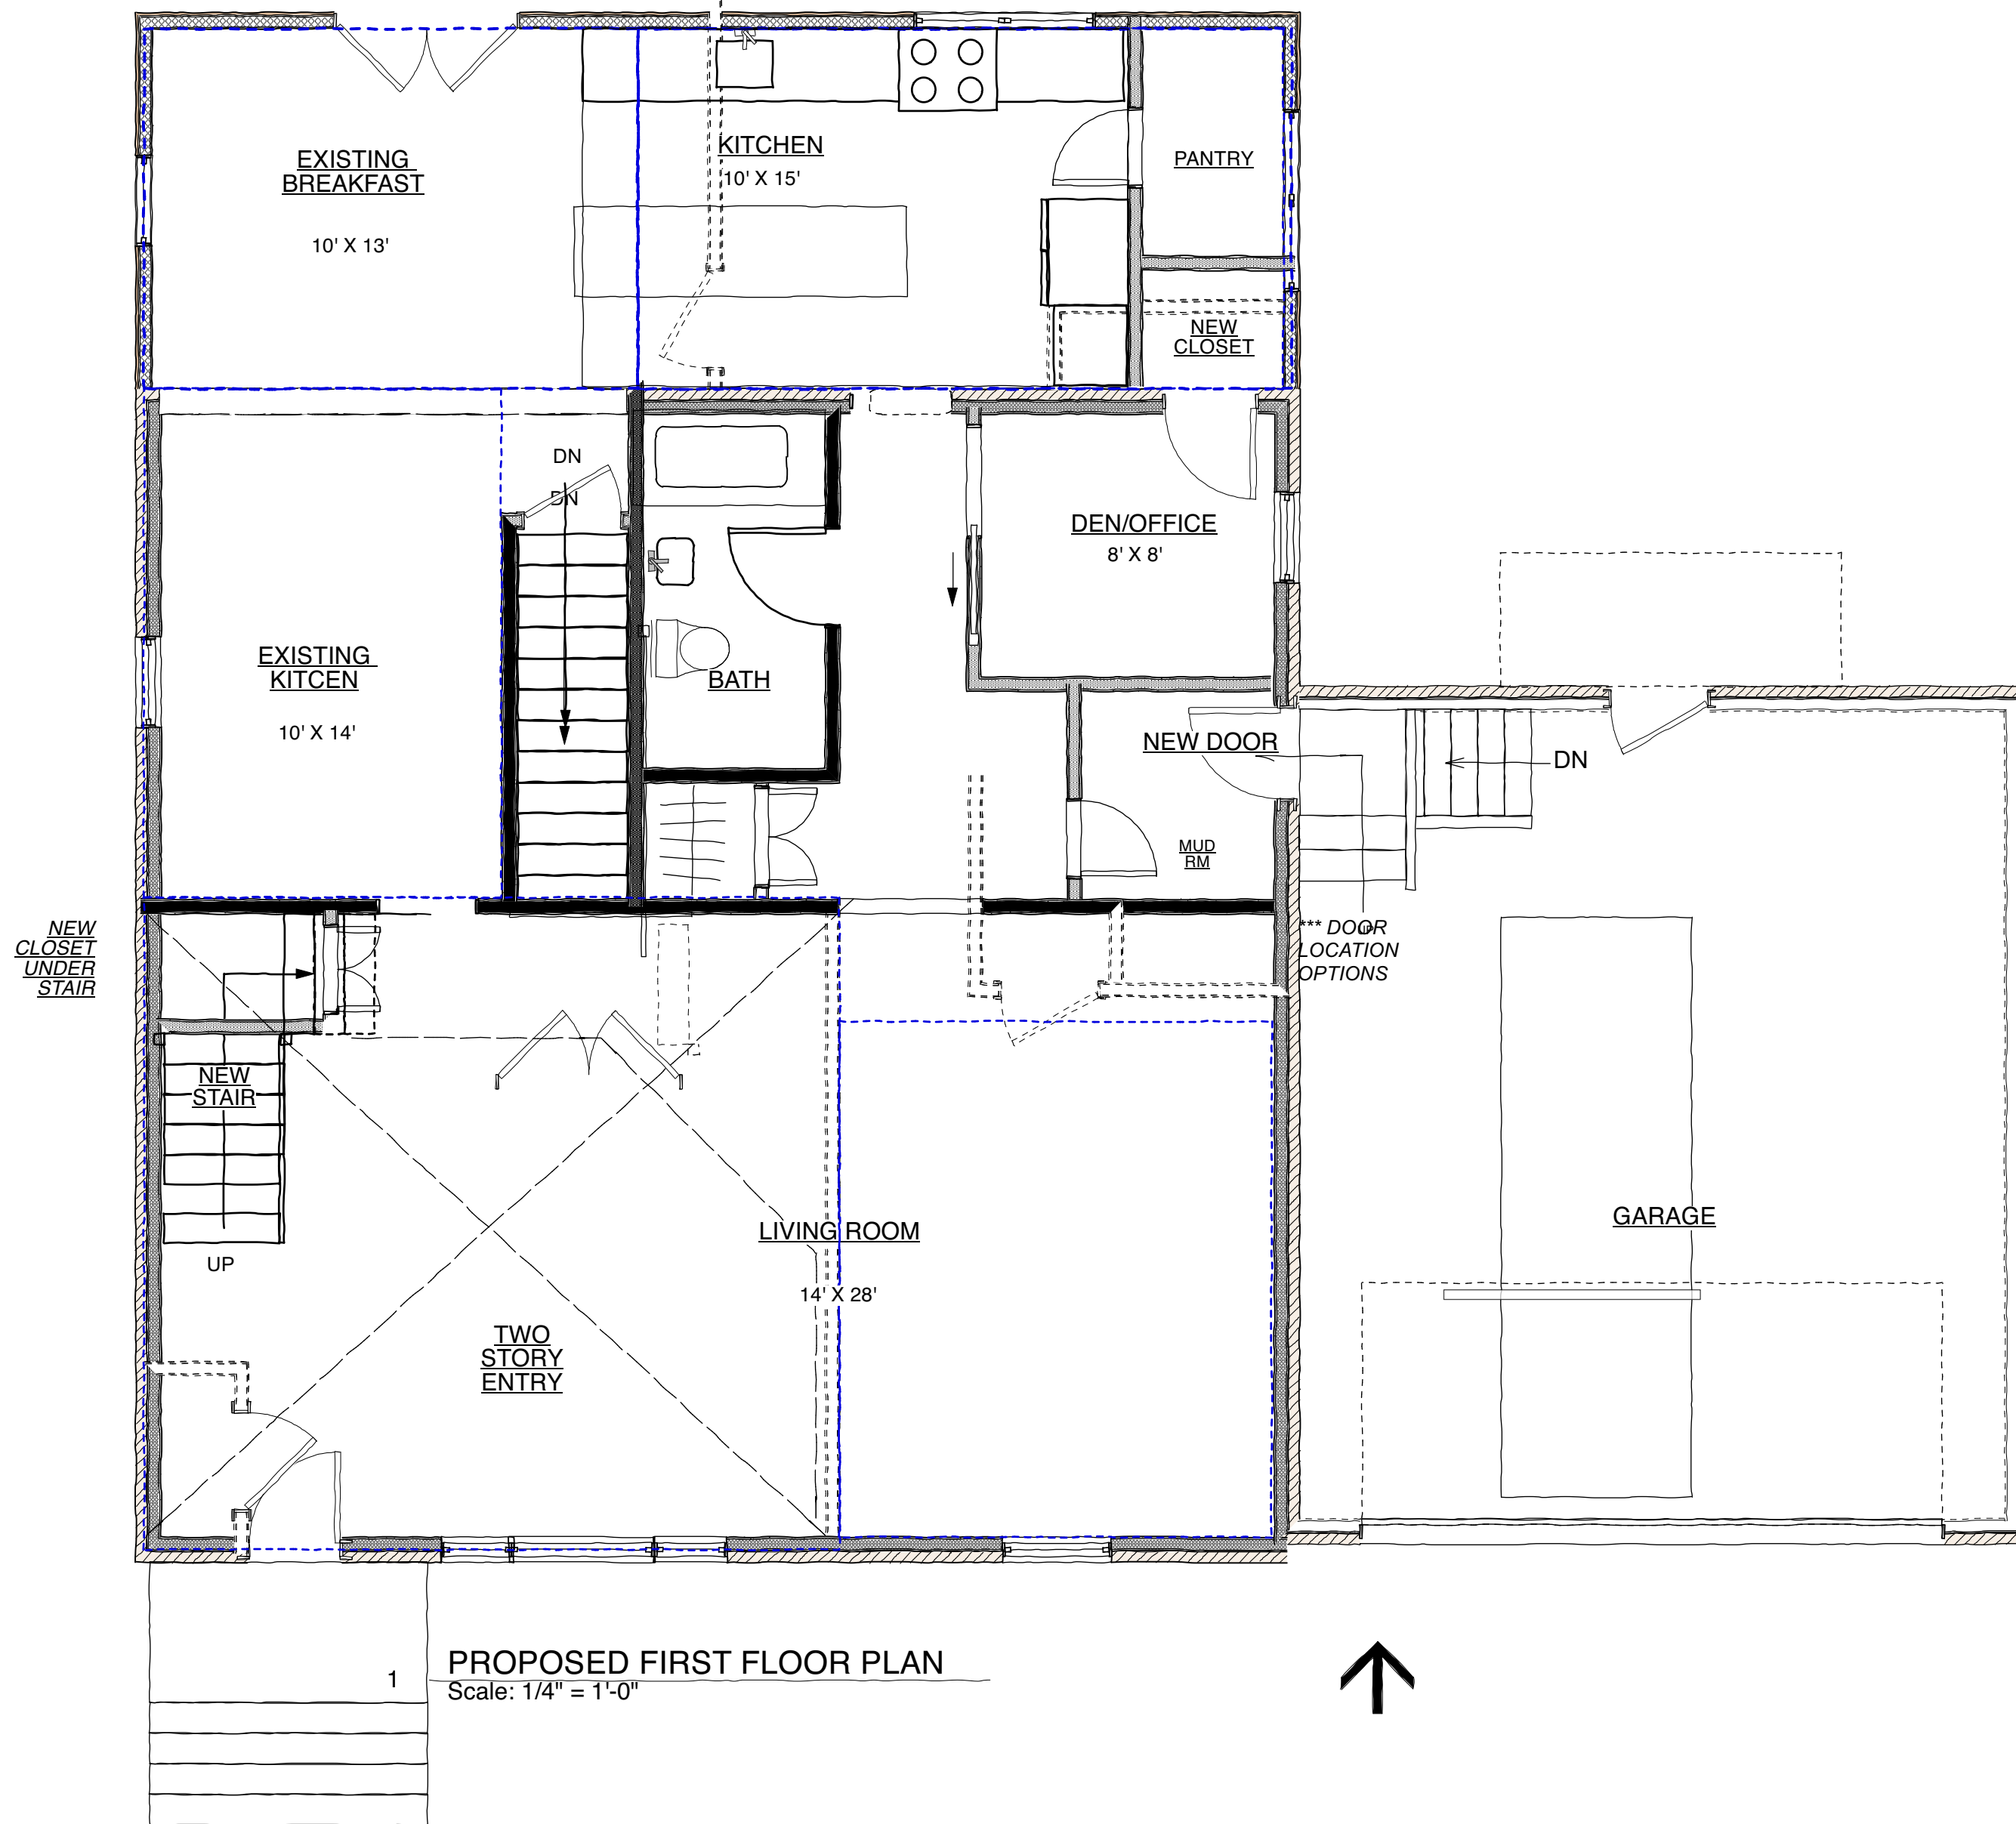 EXISTING
BREAKFAST
10' X 13'
KITCHEN
10' X 15'
PANTRY
NEW
CLOSET
DN
DN
DEN/OFFICE
8' X 8'
EXISTING
KITCEN
10' X 14'
BATH
NEW DOOR
DN
MUD
RM
NEW
CLOSET
UNDER
STAIR
*** DOOR
UP
LOCATION
OPTIONS
NEW
STAIR
UP
LIVING ROOM
14' X 28'
GARAGE
TWO
STORY
ENTRY
1
PROPOSED FIRST FLOOR PLAN
Scale: 1/4" = 1'-0"